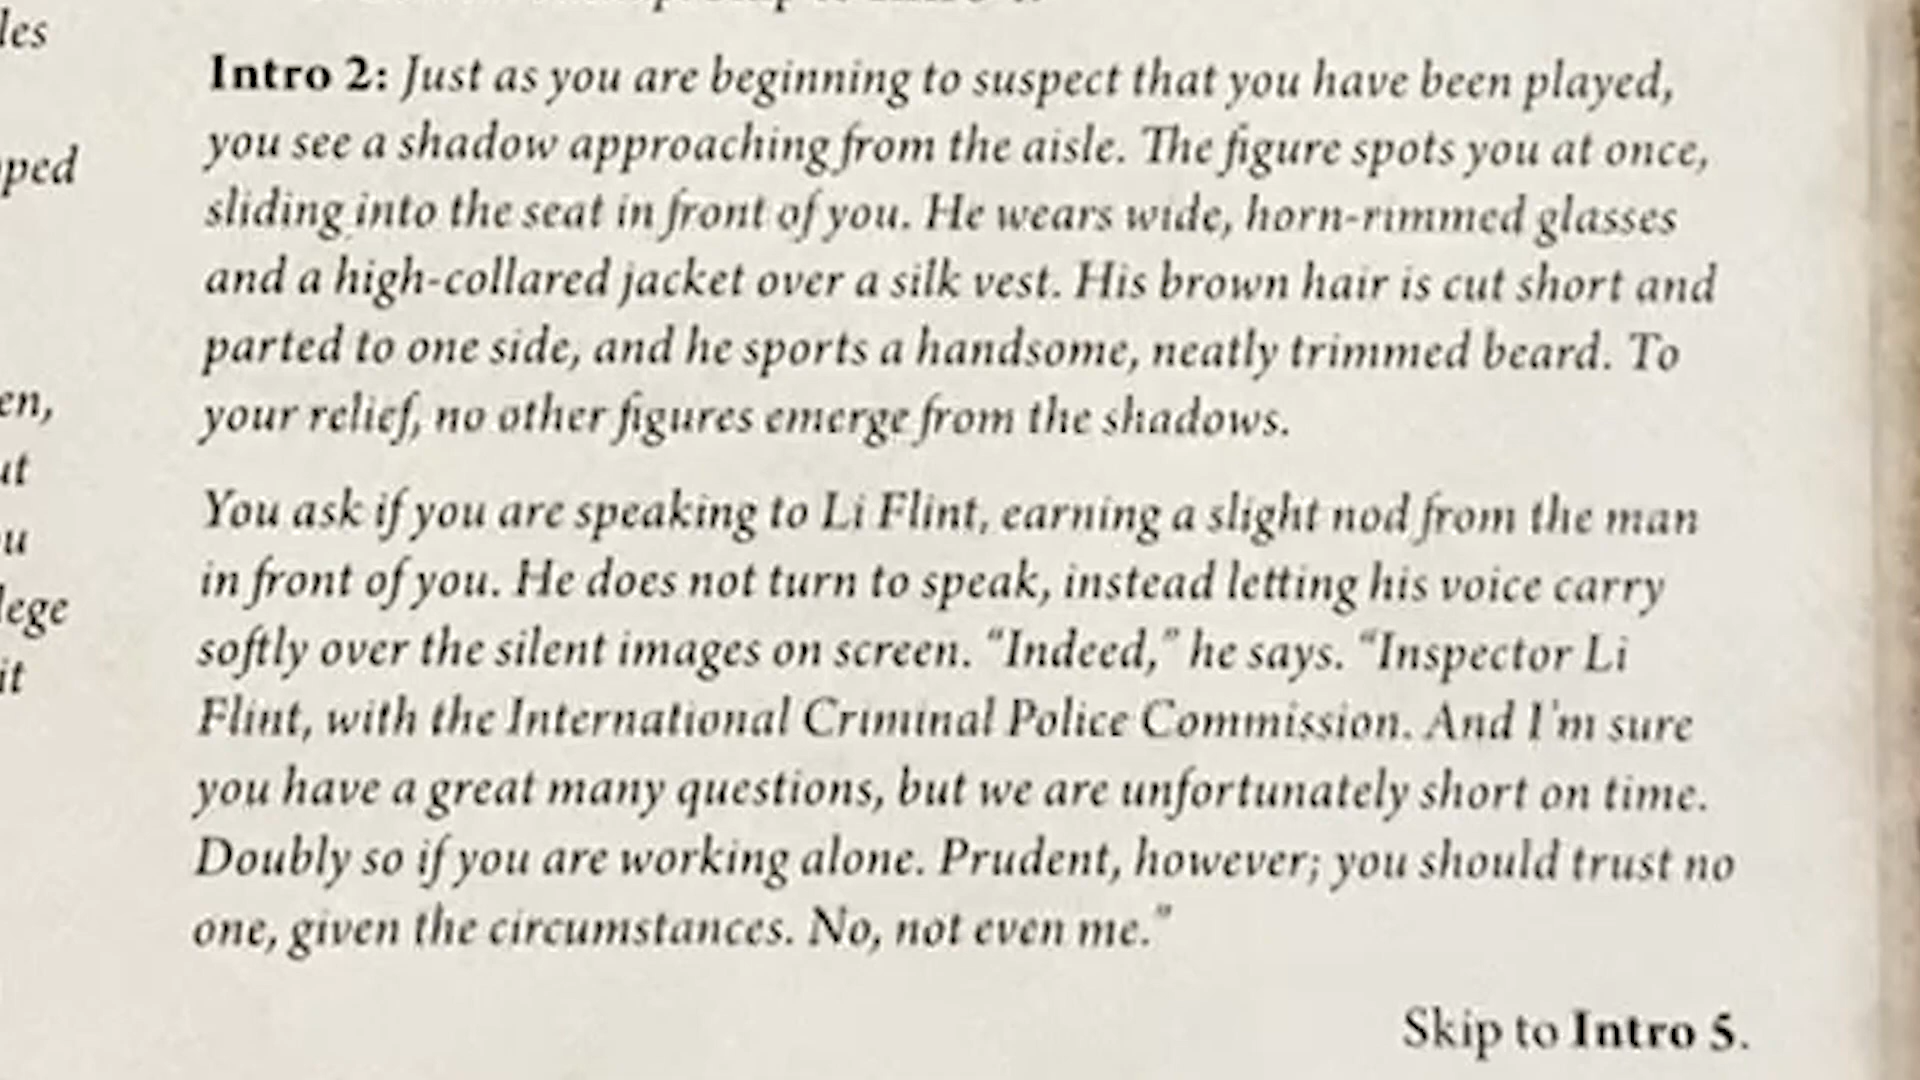 les
pped
en,
ut
ou
lege
it
Intro 2: Just as you are beginning to suspect that you have been played,
you see a shadow approaching from the aisle. The figure spots you at once,
sliding into the seat in front of you. He wears wide, horn-rimmed glasses
and a high-collared jacket over a silk vest. His brown hair is cut short and
parted to one side, and he sports a handsome, neatly trimmed beard. To
your relief, no other figures emerge from the shadows.
You ask if you are speaking to Li Flint, earning a slight nod from the man
in front of you. He does not turn to speak, instead letting his voice carry
softly over the silent images on screen. “Indeed,” he says. “Inspector Li
Flint, with the International Criminal Police Commission. And I'm sure
you have a great many questions, but we are unfortunately short on time.
Doubly so if you are working alone. Prudent, however; you should trust no
one, given the circumstances. No, not even me.”
Skip to Intro 5.